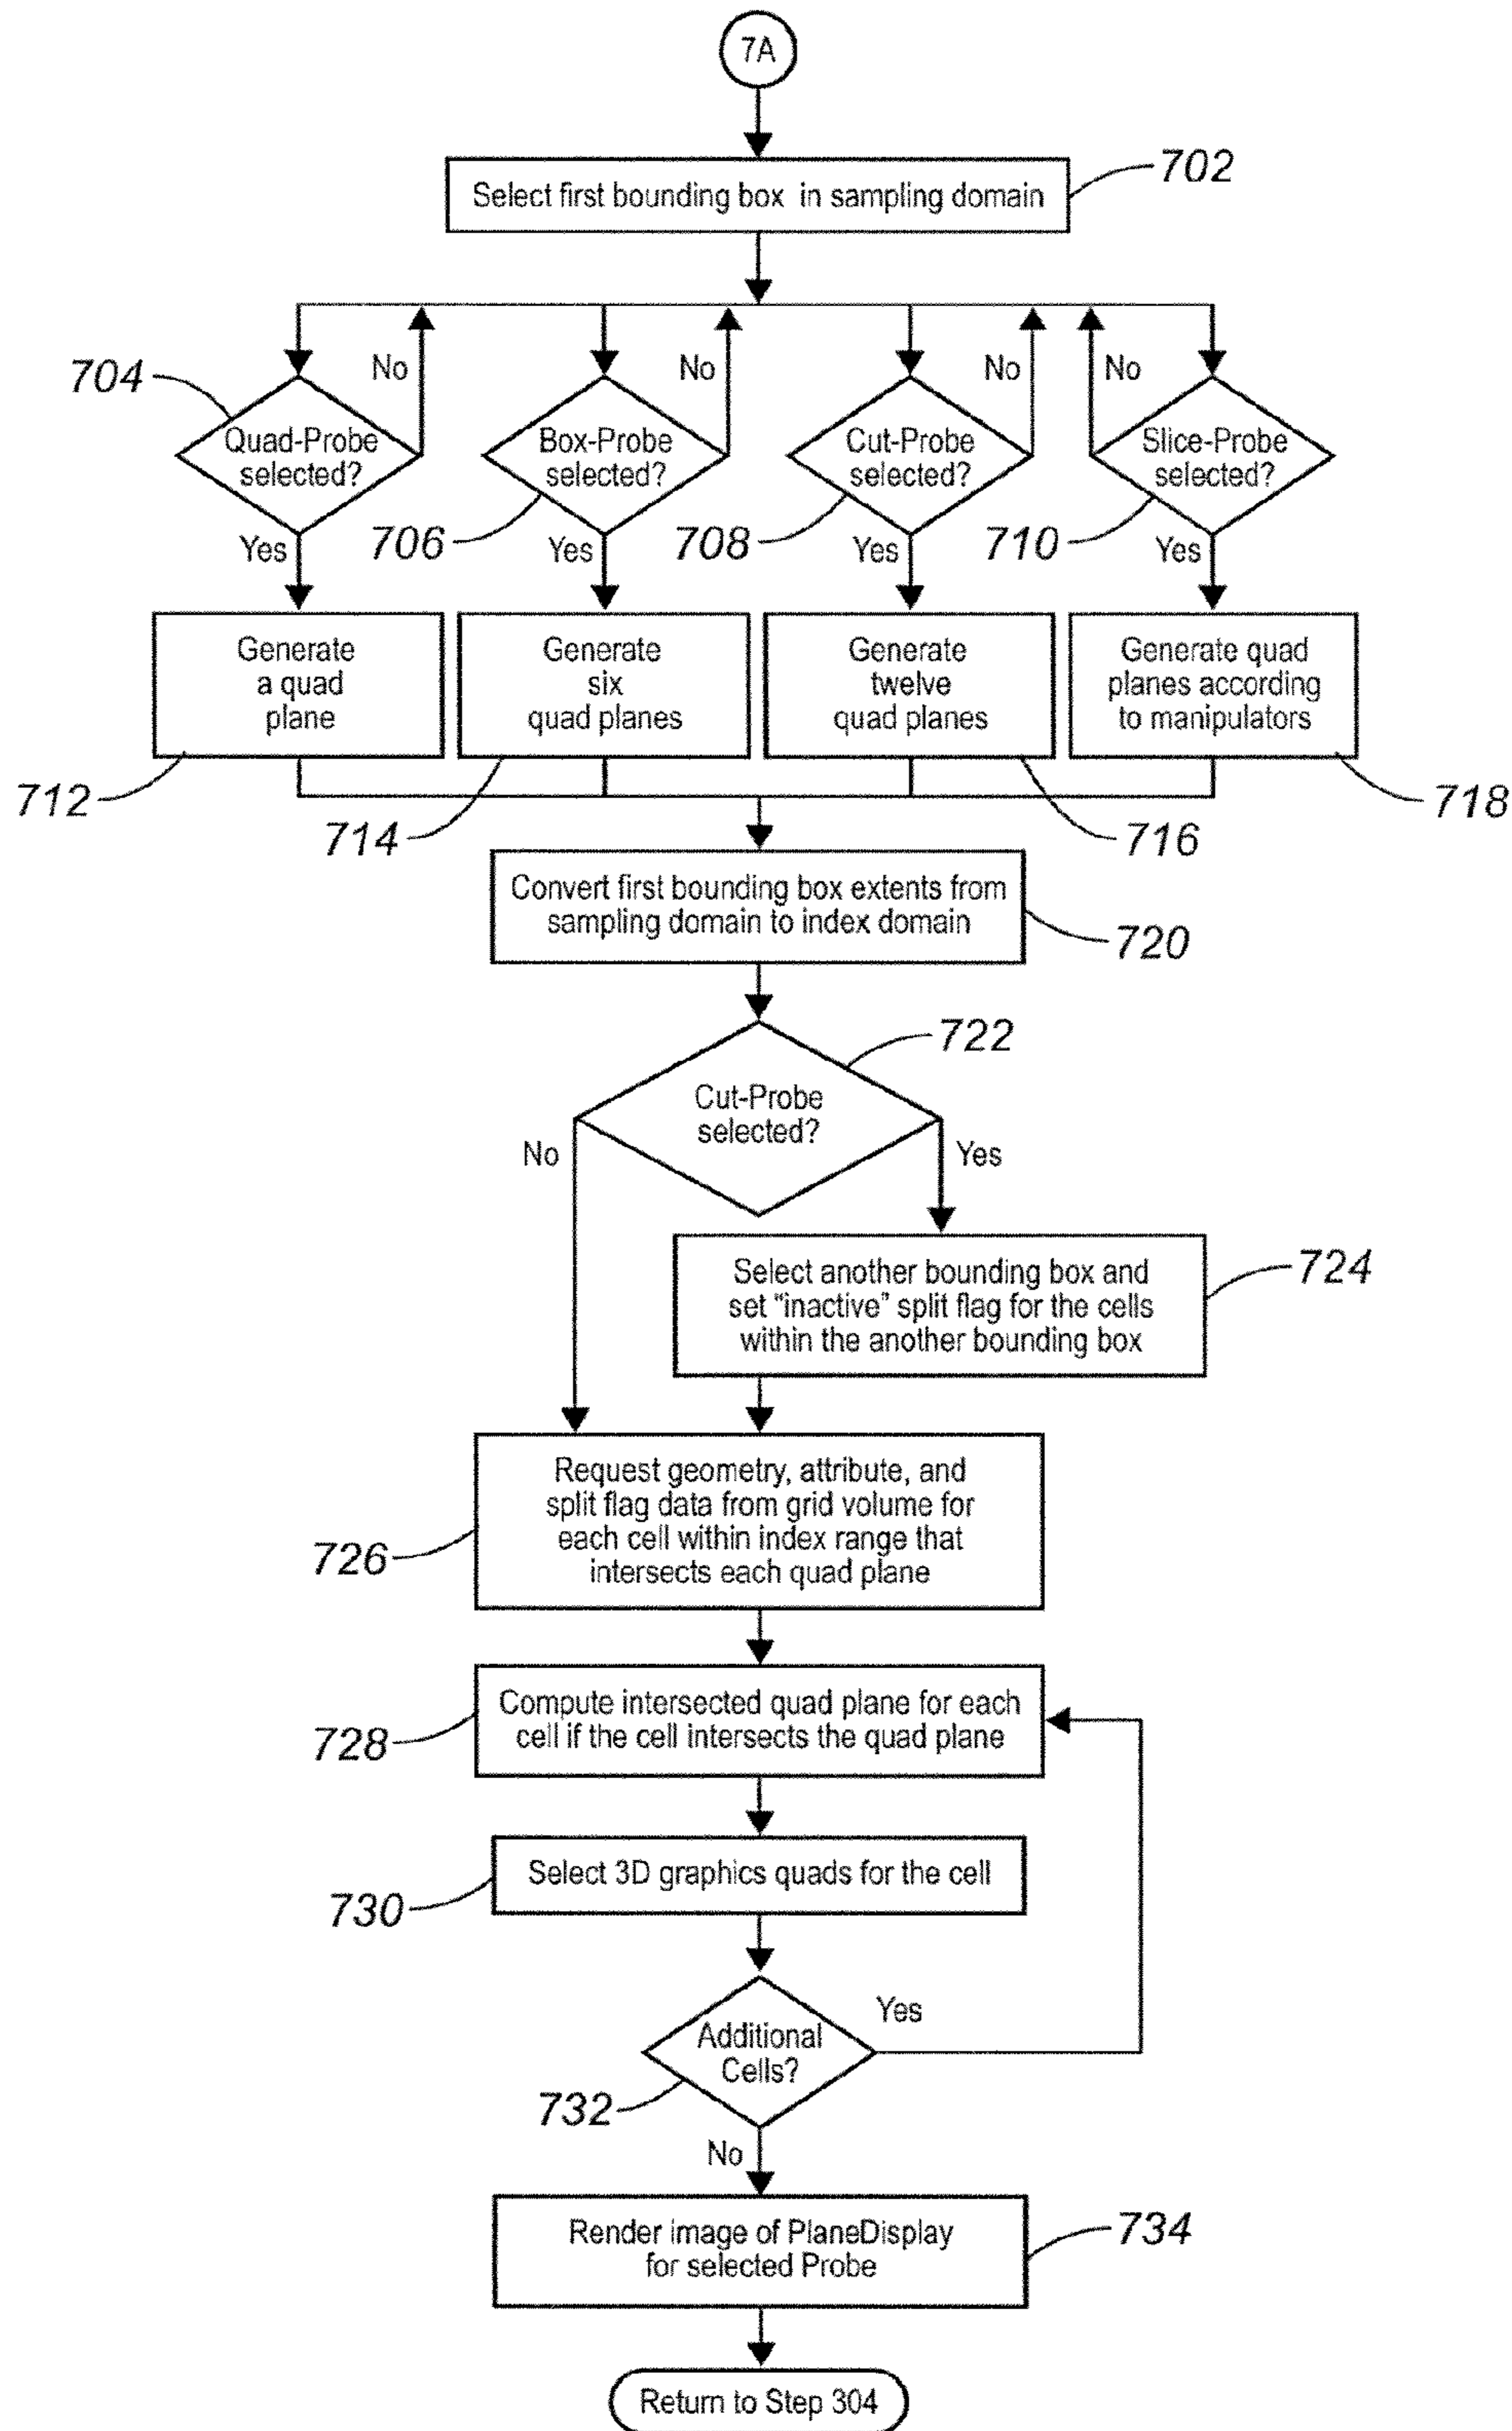 7A
Select first bounding box in sampling domain
702
No
No
No
No
704
Quad-Probe
selected?
Box-Probe
selected?
Cut-Probe
selected?
Slice-Probe
selected?
706
708
710
Yes
Yes
Yes
Yes
Generate
a quad
plane
Generate
six
quad planes
Generate
twelve
quad planes
Generate quad
planes according
to manipulators
712
714
716
718
Convert first bounding box extents from
sampling domain to index domain
720
722
Cut-Probe
selected?
No
Yes
Select another bounding box and
set “inactive” split flag for the cells
within the another bounding box
724
Request geometry, attribute, and
split flag data from grid volume for
each cell within index range that
intersects each quad plane
726
Compute intersected quad plane for each
cell if the cell intersects the quad plane
728
Select 3D graphics quads for the cell
730
Yes
Additional
Cells?
732
No
Render image of PlaneDisplay
for selected Probe
734
Return to Step 304